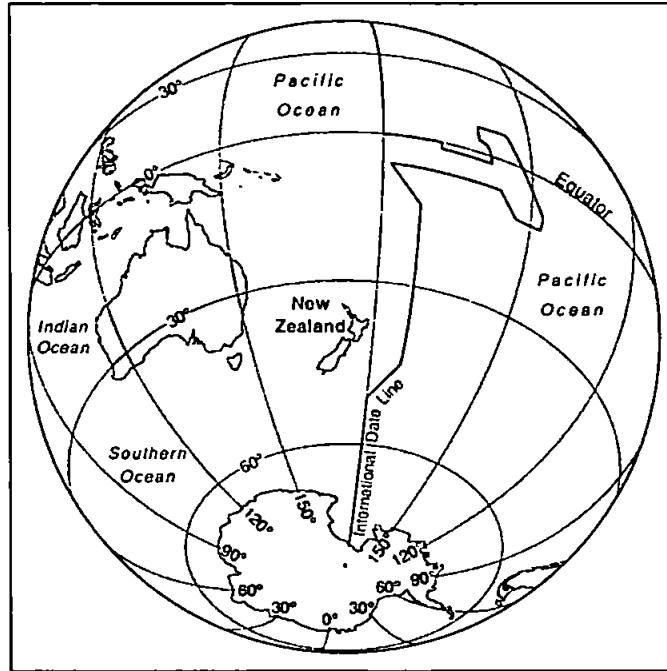 Pacific
Ocean
30°
0°
Equator
Pacific
Ocean
New
Zealand
Indian
Ocean
30°
International Date Line
Southern
Ocean
60°
150°
120°
90°
60°
30°
0°
30°
60°
90°
120°
150°